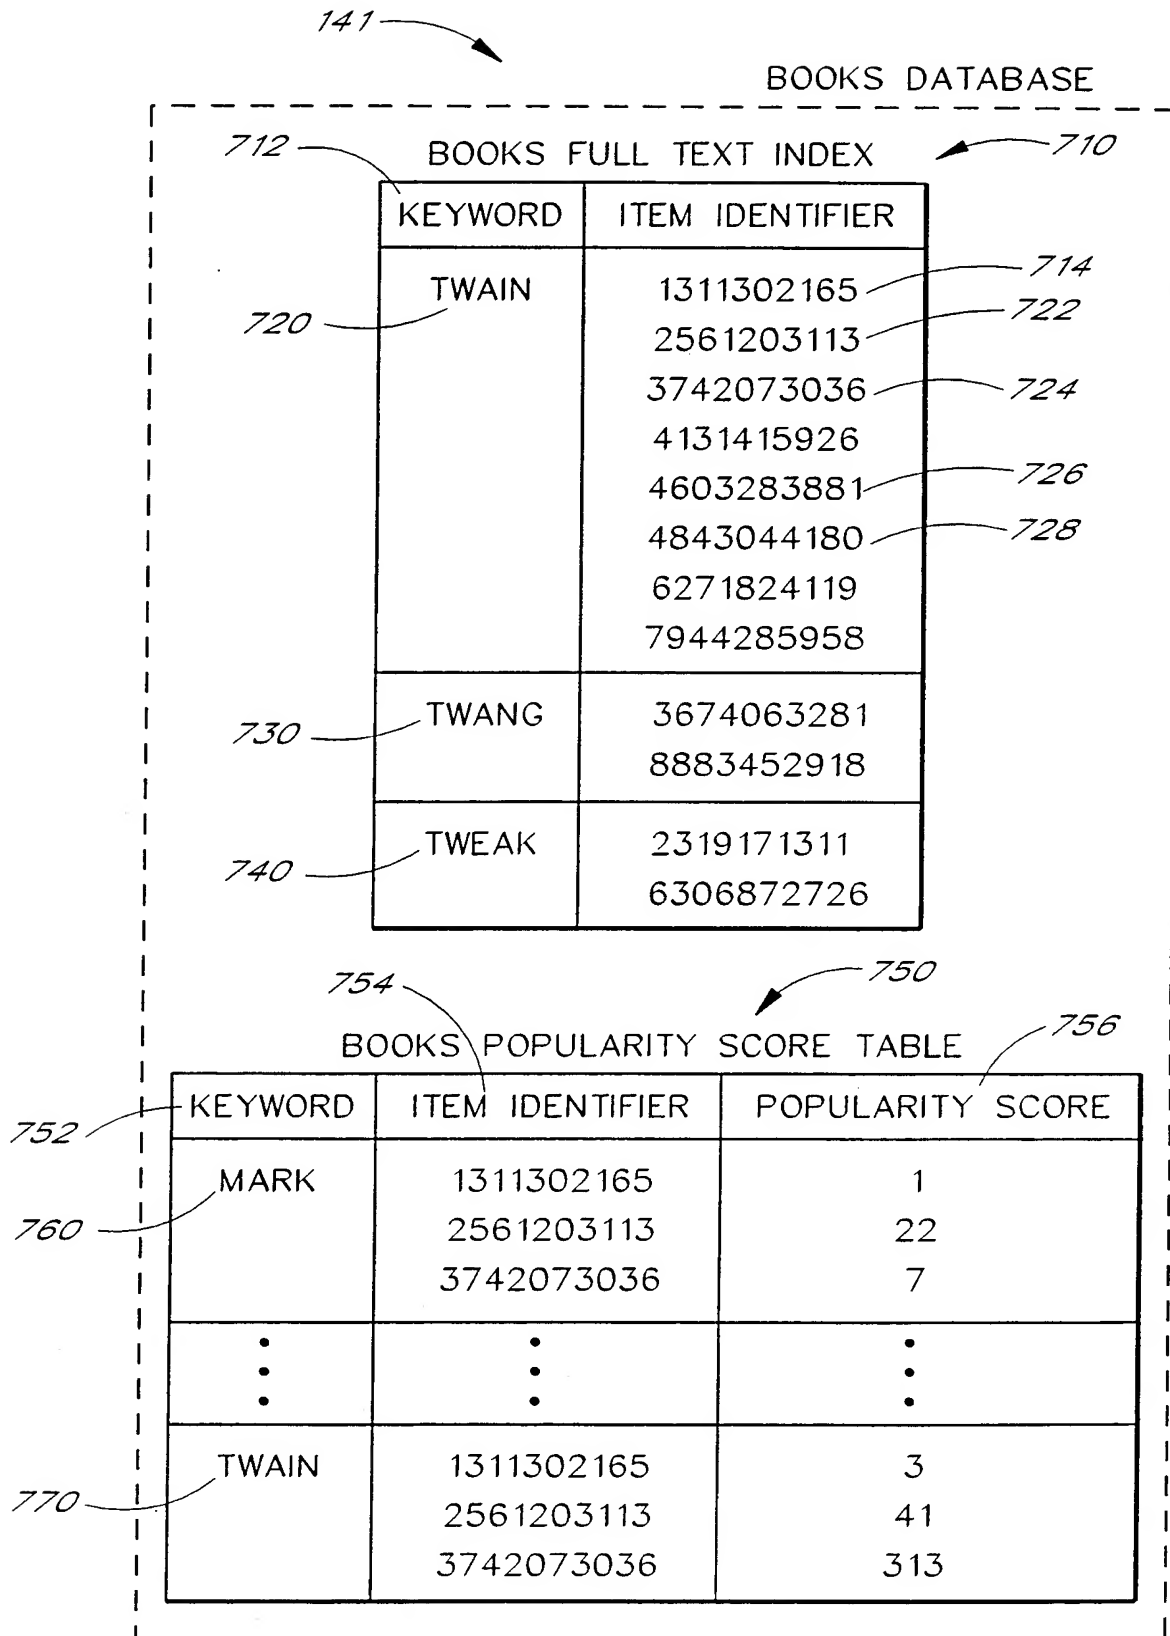 141
BOOKS DATABASE
712 BOOKS FULL TEXT INDEX 710
KEYWORD ITEM IDENTIFIER
TWAIN 1311302165 714
720 2561203113 722
3742073036 724
4131415926
4603283881 726
4843044180 728
6271824119
7944285958
730 TWANG 3674063281
8883452918
740 TWEAK 2319171311
6306872726
754 750
BOOKS POPULARITY SCORE TABLE 756
752 KEYWORD ITEM IDENTIFIER POPULARITY SCORE
MARK 1311302165 1
760 2561203113 22
3742073036 7
TWAIN 1311302165 3
770 2561203113 41
3742073036 313